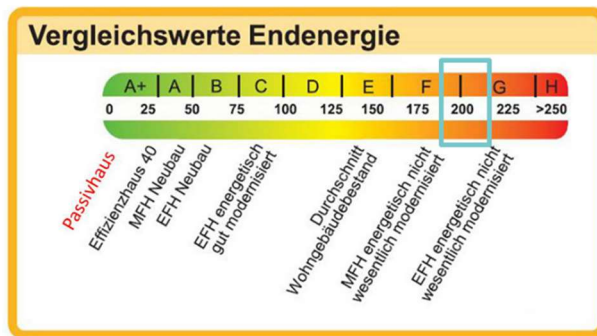 Vergleichswerte Endenergie
A+ A B C D E F G H
0 25 50 75 100 125 150 175 200 225 >250
Passivhaus
Effizienzhaus 40
MFH Neubau
EFH Neubau
EFH energetisch
gut modernisiert
Durchschnitt
Wohngebäudebestand
MFH energetisch nicht
wesentlich modernisiert
EFH energetisch nicht
wesentlich modernisiert